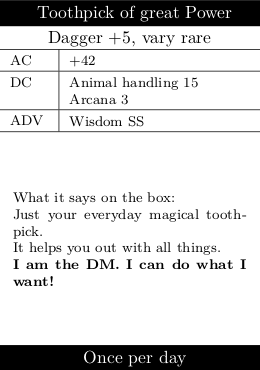 Toothpick of great Power
Dagger +5, vary rare
AC +42
DC Animal handling 15
Arcana 3
ADV Wisdom SS
What it says on the box:
Just your everyday magical tooth-
pick.
It helps you out with all things.
I am the DM. I can do what I
want!
Once per day